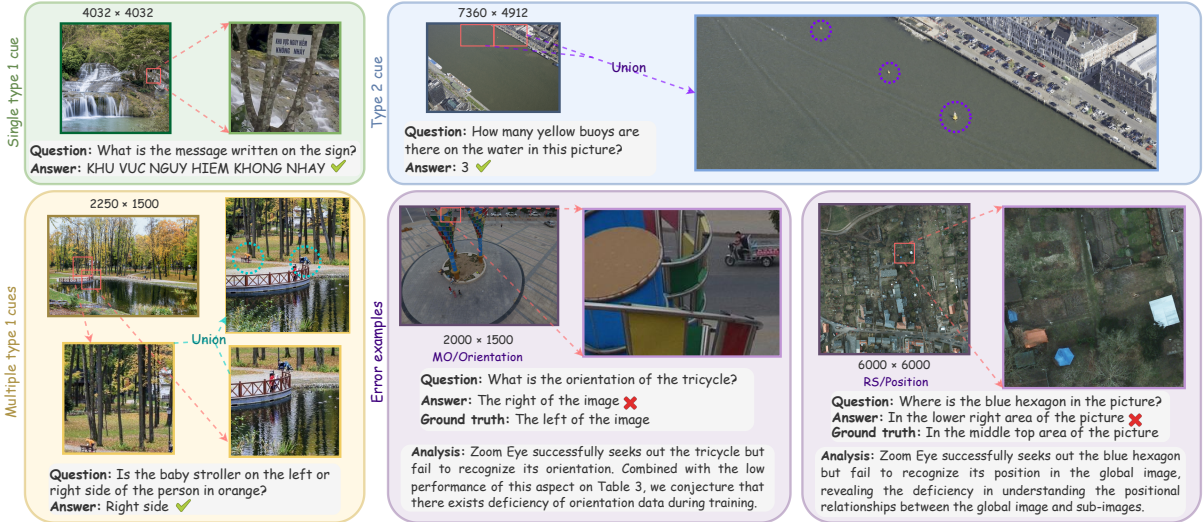 Single type 1 cue
4032 × 4032
KHU VỰC NGUY HIỂM
KHÔNG NHẢY
Question: What is the message written on the sign?
Answer: KHU VUC NGUY HIEM KHONG NHAY
Type 2 cue
7360 × 4912
Union
Question: How many yellow buoys are
there on the water in this picture?
Answer: 3
Multiple type 1 cues
2250 × 1500
Union
Question: Is the baby stroller on the left or
right side of the person in orange?
Answer: Right side
Error examples
2000 × 1500
MO/Orientation
Question: What is the orientation of the tricycle?
Answer: The right of the image
Ground truth: The left of the image
Analysis: Zoom Eye successfully seeks out the tricycle but
fail to recognize its orientation. Combined with the low
performance of this aspect on Table 3, we conjecture that
there exists deficiency of orientation data during training.
6000 × 6000
RS/Position
Question: Where is the blue hexagon in the picture?
Answer: In the lower right area of the picture
Ground truth: In the middle top area of the picture
Analysis: Zoom Eye successfully seeks out the blue hexagon
but fail to recognize its position in the global image,
revealing the deficiency in understanding the positional
relationships between the global image and sub-images.